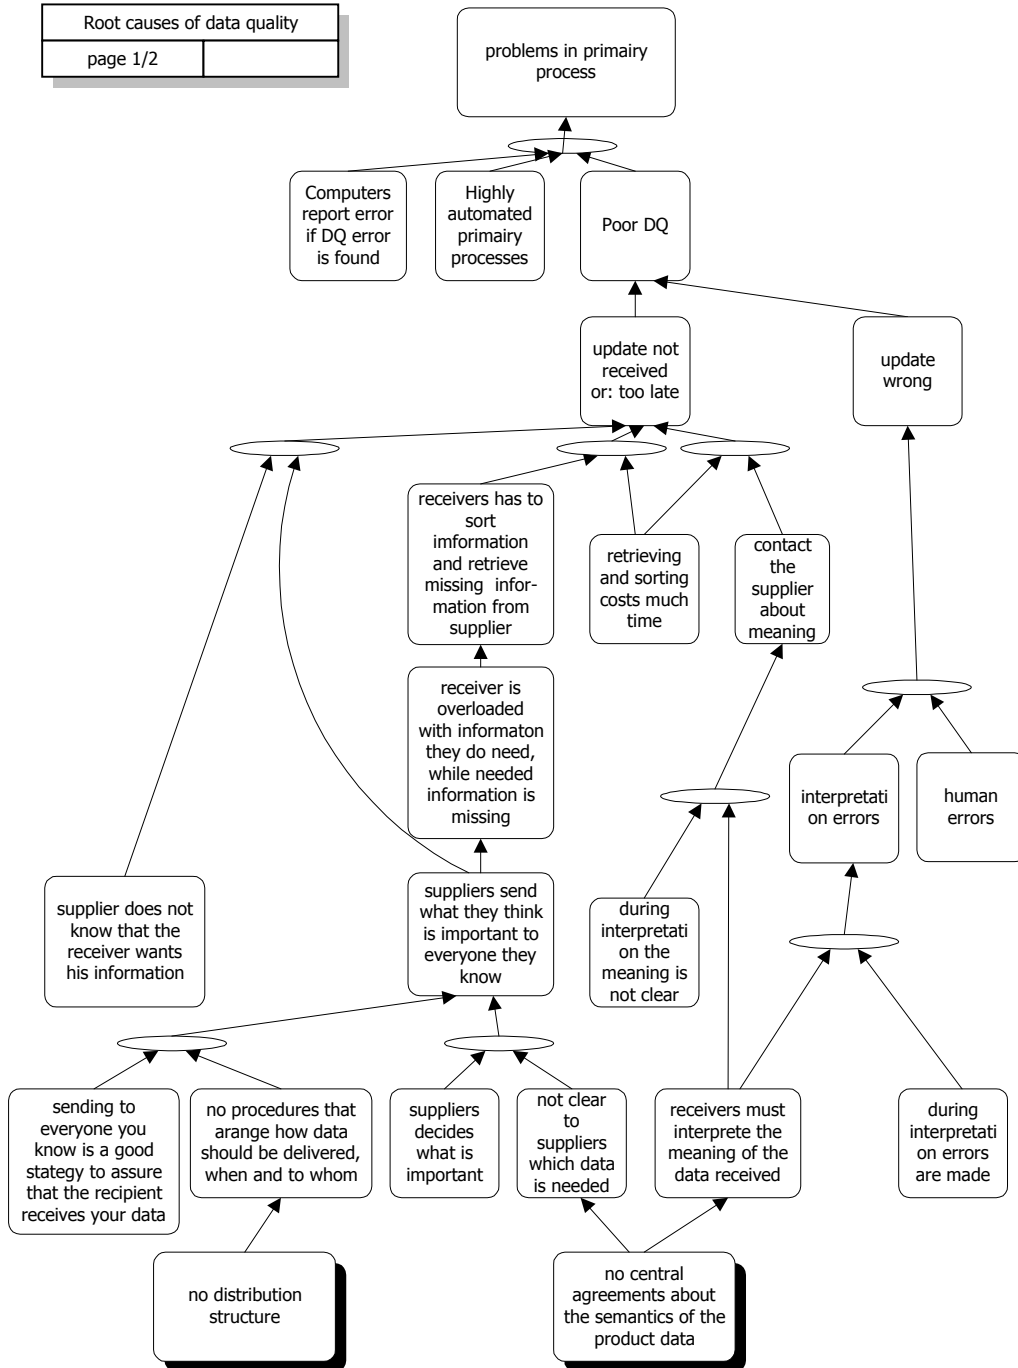 Root causes of data quality
page 1/2
problems in primairy
process
Computers
report error
if DQ error
is found
Highly
automated
primairy
processes
Poor DQ
update not
received
or: too late
update
wrong
receivers has to
sort
imformation
and retrieve
missing  infor-
mation from
supplier
retrieving
and sorting
costs much
time
contact
the
supplier
about
meaning
receiver is
overloaded
with informaton
they do need,
while needed
information is
missing
interpretati
on errors
human
errors
supplier does not
know that the
receiver wants
his information
suppliers send
what they think
is important to
everyone they
know
during
interpretati
on the
meaning is
not clear
sending to
everyone you
know is a good
stategy to assure
that the recipient
receives your data
no procedures that
arange how data
should be delivered,
when and to whom
suppliers
decides
what is
important
not clear
to
suppliers
which data
is needed
receivers must
interprete the
meaning of the
data received
during
interpretati
on errors
are made
no distribution
structure
no central
agreements about
the semantics of the
product data